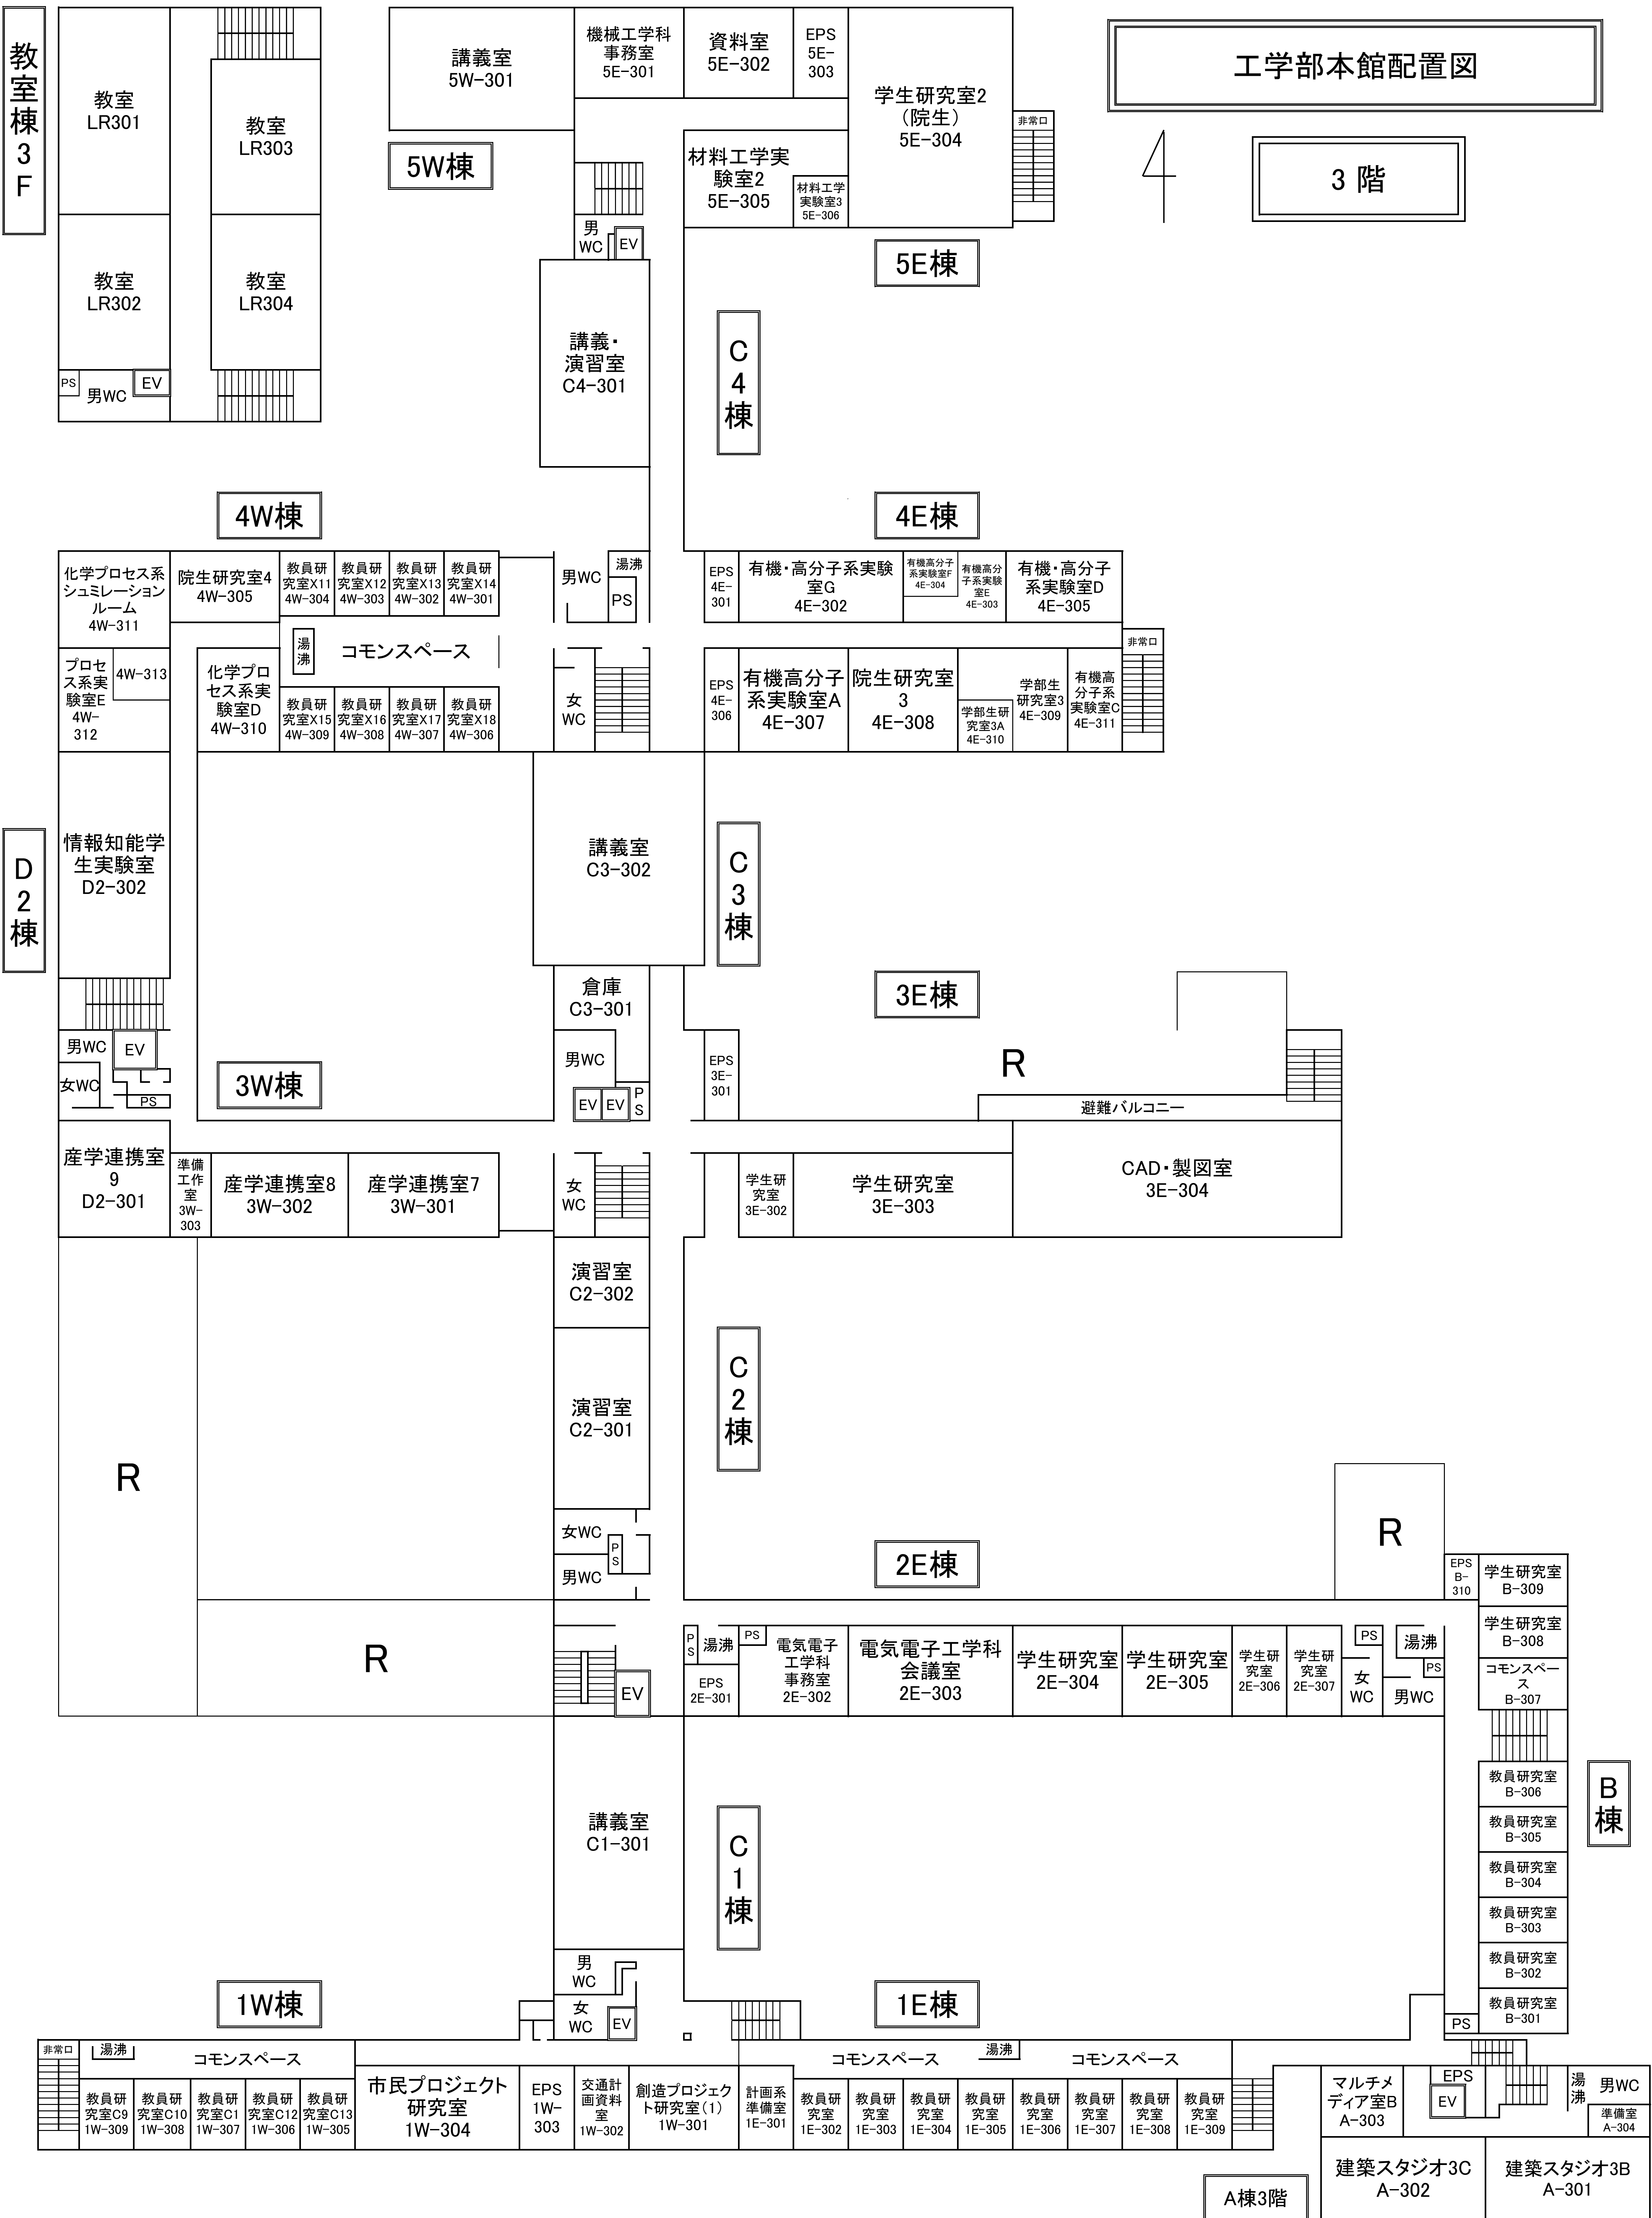 教室棟3F
工学部本館配置図
3 階
教室
LR301
教室
LR303
教室
LR302
教室
LR304
PS
男WC
EV
講義室
5W-301
機械工学科
事務室
5E-301
資料室
5E-302
EPS
5E-
303
学生研究室2
(院生)
5E-304
非常口
5W棟
材料工学実
験室2
5E-305
材料工学
実験室3
5E-306
男
WC
EV
5E棟
講義・
演習室
C4-301
C4棟
4W棟
4E棟
化学プロセス系
シュミレーション
ルーム
4W-311
院生研究室4
4W-305
教員研
究室X11
4W-304
教員研
究室X12
4W-303
教員研
究室X13
4W-302
教員研
究室X14
4W-301
男WC
湯沸
PS
EPS
4E-
301
有機・高分子系実験
室G
4E-302
有機高分子
系実験室F
4E-304
有機高分
子系実験
室E
4E-303
有機・高分子
系実験室D
4E-305
非常口
湯沸
コモンスペース
プロセ
ス系実
験室E
4W-
312
4W-313
化学プロ
セス系実
験室D
4W-310
教員研
究室X15
4W-309
教員研
究室X16
4W-308
教員研
究室X17
4W-307
教員研
究室X18
4W-306
女
WC
EPS
4E-
306
有機高分子
系実験室A
4E-307
院生研究室
3
4E-308
学部生研
究室3A
4E-310
学部生
研究室3
4E-309
有機高
分子系
実験室C
4E-311
D2棟
情報知能学
生実験室
D2-302
講義室
C3-302
C3棟
倉庫
C3-301
3E棟
男WC
EV
女WC
PS
3W棟
男WC
EV
EV
PS
EPS
3E-
301
R
避難バルコニー
産学連携室
9
D2-301
準備
工作
室
3W-
303
産学連携室8
3W-302
産学連携室7
3W-301
女
WC
学生研
究室
3E-302
学生研究室
3E-303
CAD・製図室
3E-304
演習室
C2-302
演習室
C2-301
C2棟
R
女WC
PS
男WC
2E棟
R
R
EV
PS
湯沸
EPS
2E-301
PS
電気電子
工学科
事務室
2E-302
電気電子工学科
会議室
2E-303
学生研究室
2E-304
学生研究室
2E-305
学生研
究室
2E-306
学生研
究室
2E-307
PS
女
WC
湯沸
PS
男WC
EPS
B-
310
学生研究室
B-309
学生研究室
B-308
コモンスペー
ス
B-307
教員研究室
B-306
教員研究室
B-305
教員研究室
B-304
教員研究室
B-303
教員研究室
B-302
教員研究室
B-301
PS
B棟
講義室
C1-301
C1棟
男
WC
女
WC
EV
1W棟
1E棟
非常口
湯沸
コモンスペース
教員研
究室C9
1W-309
教員研
究室C10
1W-308
教員研
究室C1
1W-307
教員研
究室C12
1W-306
教員研
究室C13
1W-305
市民プロジェクト
研究室
1W-304
EPS
1W-
303
交通計
画資料
室
1W-302
創造プロジェク
ト研究室(1)
1W-301
計画系
準備室
1E-301
コモンスペース
湯沸
コモンスペース
教員研
究室
1E-302
教員研
究室
1E-303
教員研
究室
1E-304
教員研
究室
1E-305
教員研
究室
1E-306
教員研
究室
1E-307
教員研
究室
1E-308
教員研
究室
1E-309
マルチメ
ディア室B
A-303
EPS
EV
湯沸
男WC
準備室
A-304
建築スタジオ3C
A-302
建築スタジオ3B
A-301
A棟3階